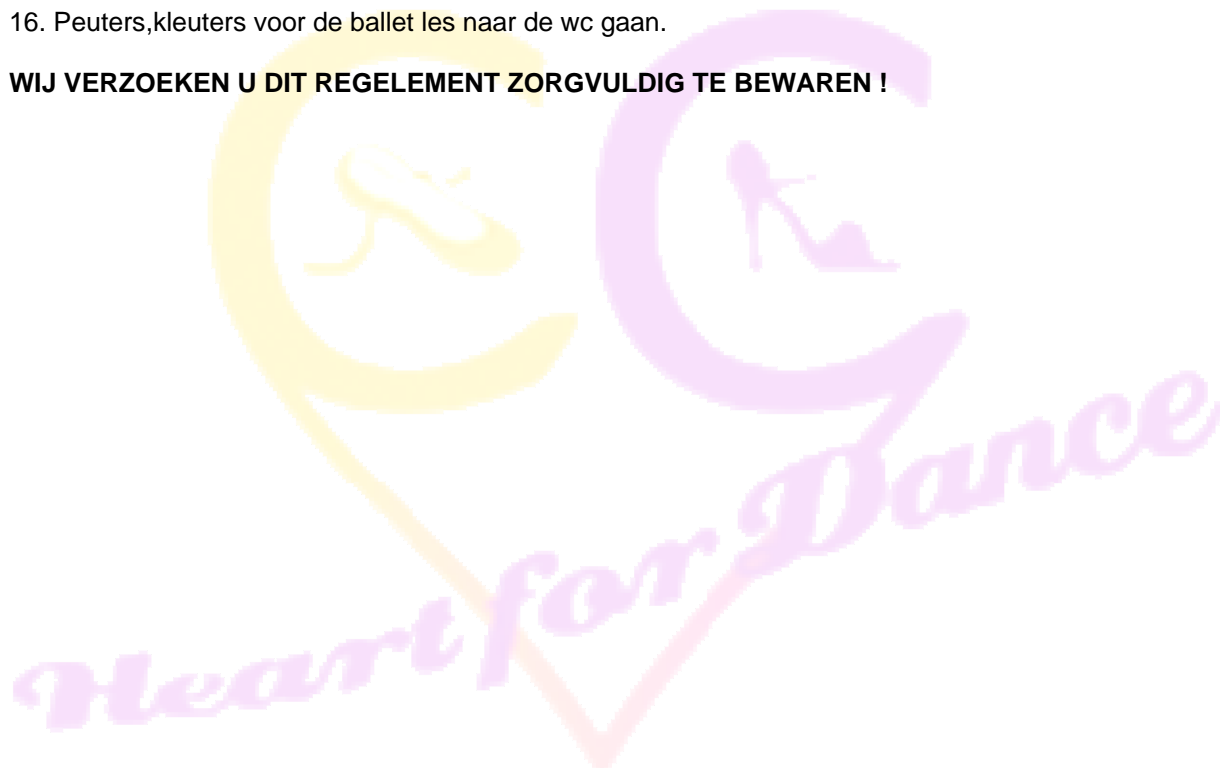 16. Peuters,kleuters voor de ballet les naar de wc gaan.
WIJ VERZOEKEN U DIT REGELEMENT ZORGVULDIG TE BEWAREN !
CC
Heart for Dance